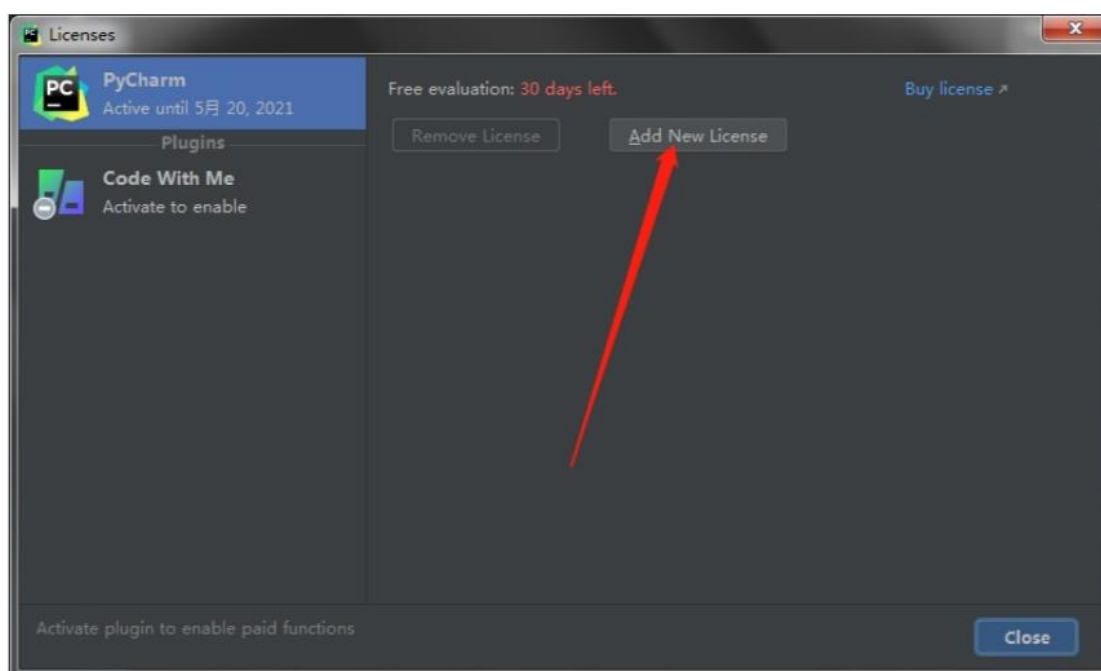 Licenses
PC
PyCharm
Active until 5月 20, 2021
Plugins
Code With Me
Activate to enable
Free evaluation: 30 days left.
Buy license ↗
Remove License
Add New License
Activate plugin to enable paid functions
Close